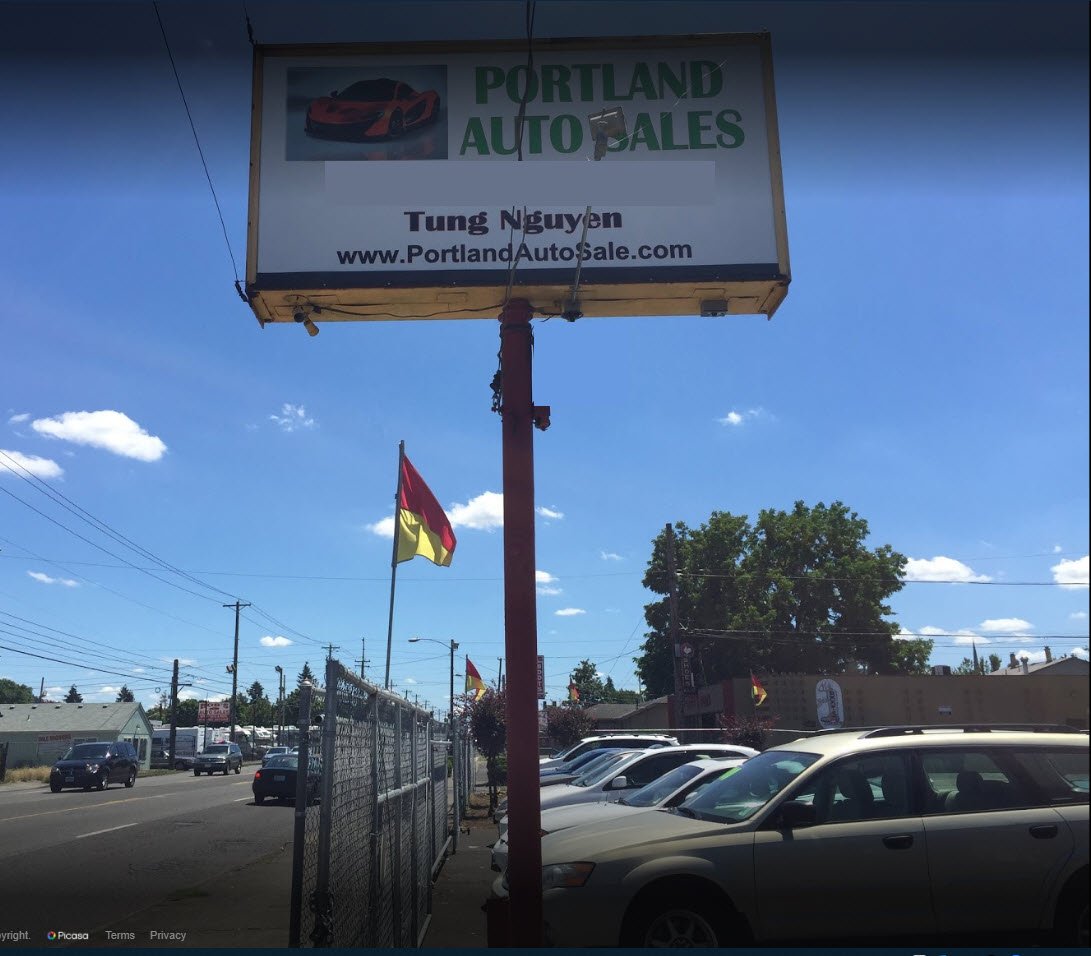 PORTLAND
AUTO SALES
Tung Nguyen
www.PortlandAutoSale.com
Picasa
Terms
Privacy